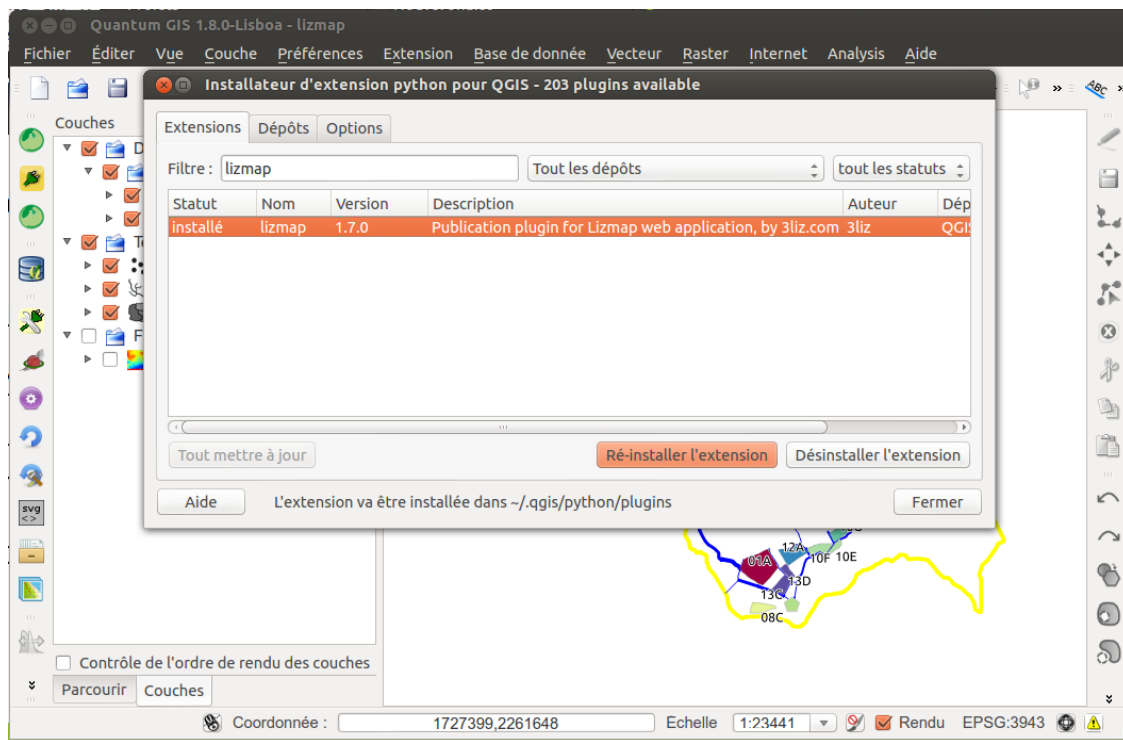 Quantum GIS 1.8.0-Lisboa - lizmap
Fichier Éditer Vue Couche Préférences Extension Base de donnée Vecteur Raster Internet Analysis Aide
Installateur d'extension python pour QGIS - 203 plugins available
Couches
Extensions Dépôts Options
Filtre : lizmap Tout les dépôts tout les statuts
Statut Nom Version Description Auteur Dép
installé lizmap 1.7.0 Publication plugin for Lizmap web application, by 3liz.com 3liz QGIS
Tout mettre à jour Ré-installer l'extension Désinstaller l'extension
Aide L'extension va être installée dans ~/.qgis/python/plugins Fermer
ABC
D
T
F
svg
<>
01A 12A 10F 10E
13D
13C
08C
Contrôle de l'ordre de rendu des couches
Parcourir Couches
Coordonnée : 1727399,2261648 Echelle 1:23441 Rendu EPSG:3943